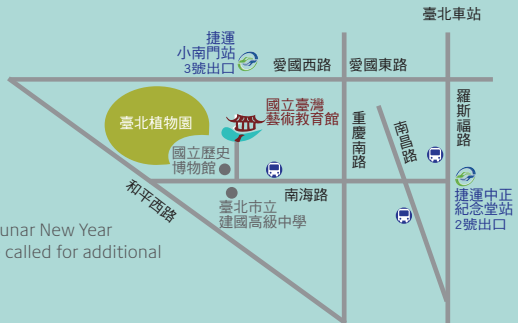 臺北車站
捷運
小南門站
3號出口
愛國西路
愛國東路
國立臺灣
藝術教育館
臺北植物園
重慶南路
南昌路
羅斯福路
國立歷史
博物館
南海路
和平西路
臺北市立
建國高級中學
捷運中正
紀念堂站
2號出口
unar New Year
called for additional